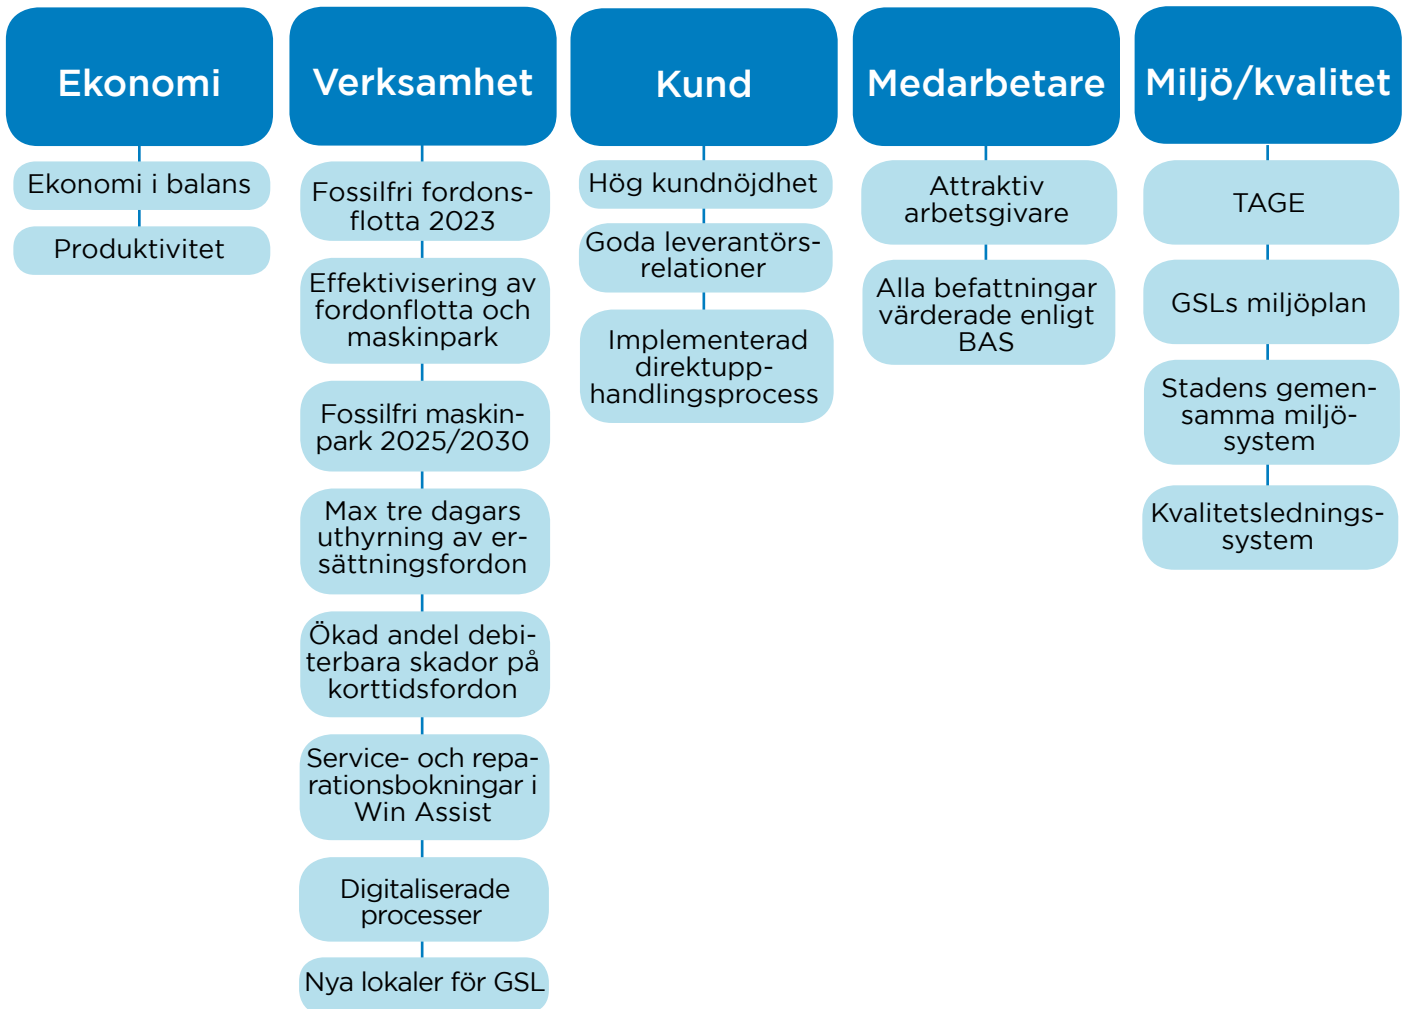 Ekonomi
Ekonomi i balans
Produktivitet
Verksamhet
Fossilfri fordons-
flotta 2023
Effektivisering av
fordonflotta och
maskinpark
Fossilfri maskin-
park 2025/2030
Max tre dagars
uthyrning av er-
sättningsfordon
Ökad andel debi-
terbara skador på
korttidsfordon
Service- och repa-
rationsbokningar i
Win Assist
Digitaliserade
processer
Nya lokaler för GSL
Kund
Hög kundnöjdhet
Goda leverantörs-
relationer
Implementerad
direktupp-
handlingsprocess
Medarbetare
Attraktiv
arbetsgivare
Alla befattningar
värderade enligt
BAS
Miljö/kvalitet
TAGE
GSLs miljöplan
Stadens gemen-
samma miljö-
system
Kvalitetslednings-
system